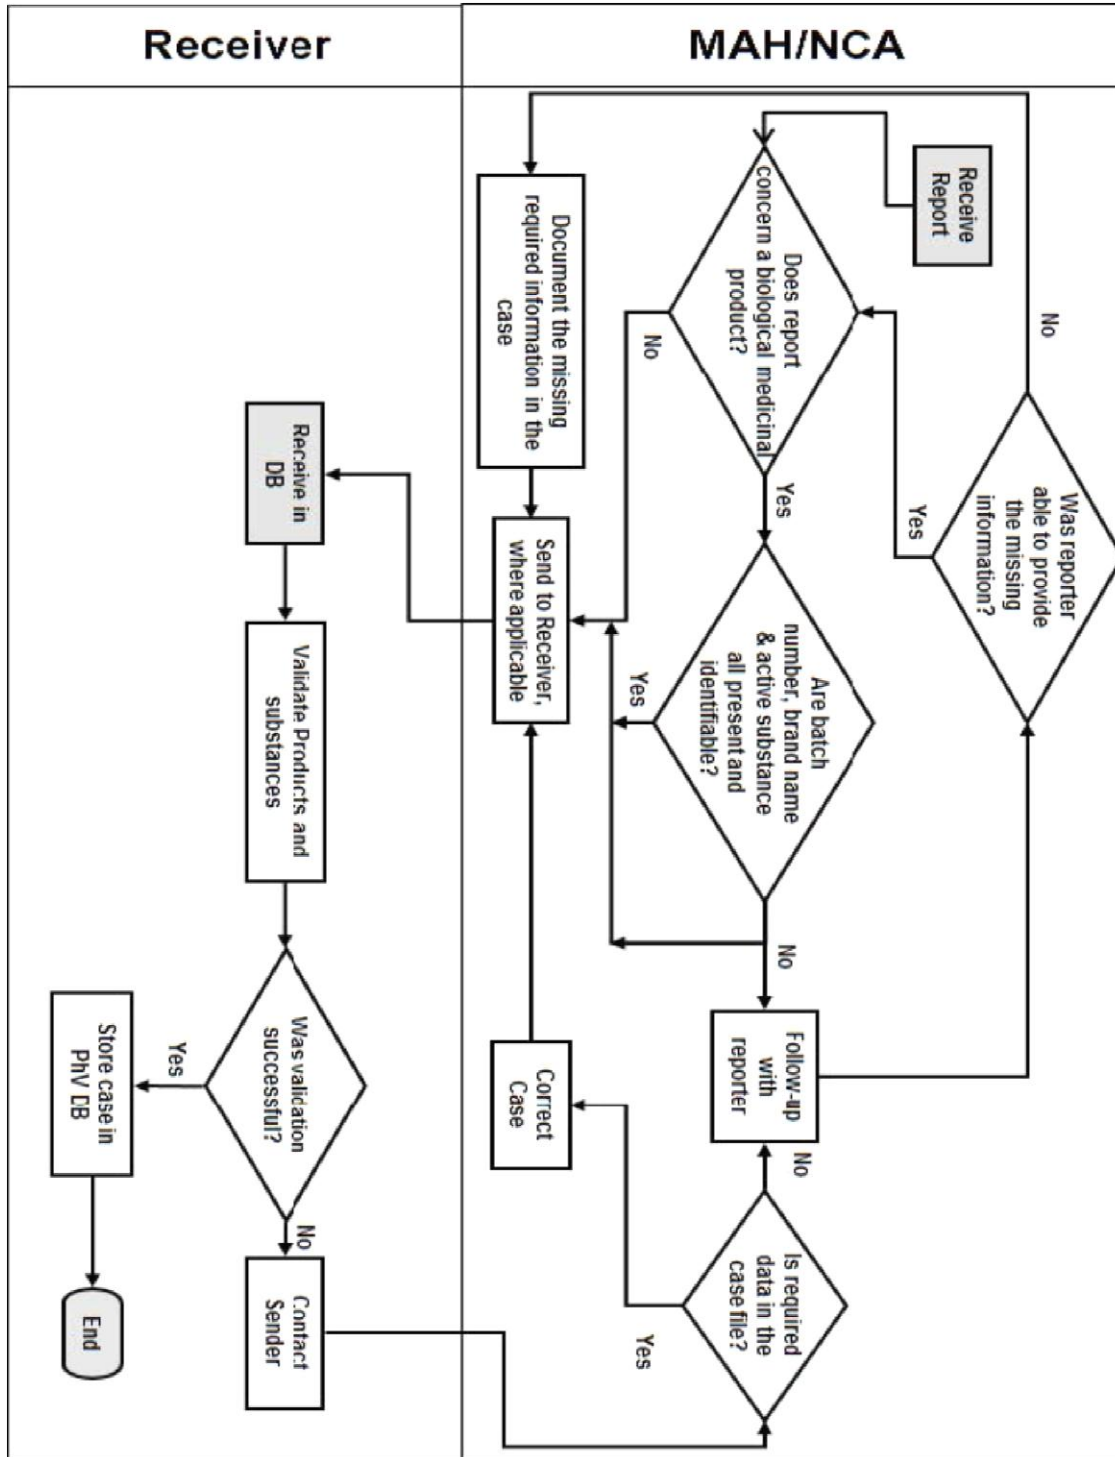 Receiver
MAH/NCA
Receive
Report
Was reporter
able to provide
the missing
information?
No
Yes
Does report
concern a biological medicinal
product?
No
Yes
Document the missing
required information in the
case
Are batch
number, brand name
& active substance
all present and
identifiable?
Yes
No
Send to Receiver,
where applicable
Follow-up
with
reporter
No
Is required
data in the
case file?
Yes
Correct
Case
Receive in
DB
Validate Products and
substances
Was validation
successful?
Yes
No
Store case in
PhV DB
Contact
Sender
End